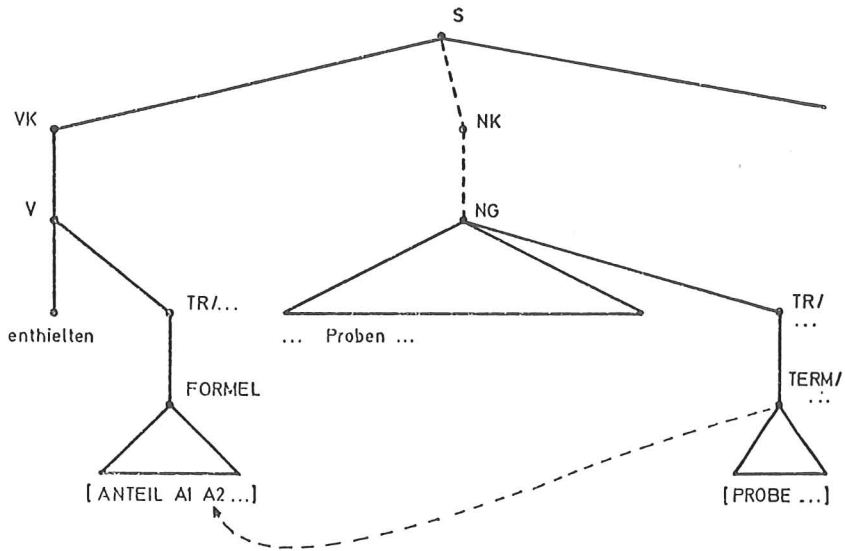 S
VK
NK
V
NG
TR/...
TR/
...
enthielten
... Proben ...
FORMEL
TERM/
...
[ANTEIL A1 A2 ...]
[PROBE ...]